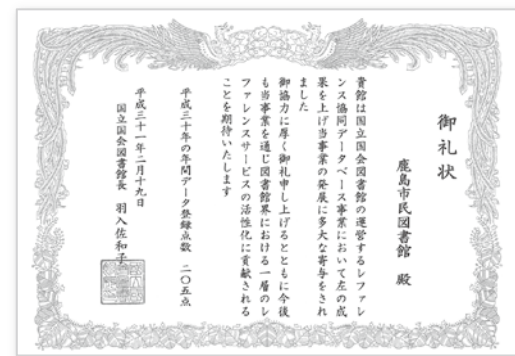 御礼状
鹿島市民図書館 殿
貴館は国立国会図書館の運営するレファレ
ンス協同データベース事業において左の成
果を上げ当事業の発展に多大な寄与をされ
ました
御協力に厚く御礼申し上げるとともに今後
も当事業を通じ図書館界における一層のレ
ファレンスサービスの活性化に貢献される
ことを期待いたします
平成三十年の年間データ登録点数 二〇五点
平成三十一年二月十九日
国立国会図書館長 羽入佐和子